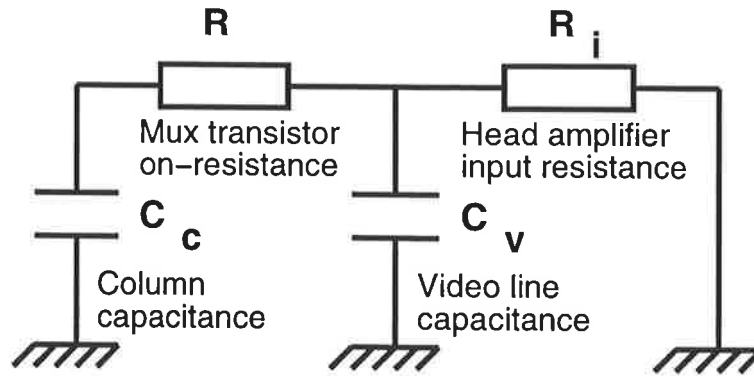 R
R i
Mux transistor
on-resistance
Head amplifier
input resistance
C c
C v
Column
capacitance
Video line
capacitance